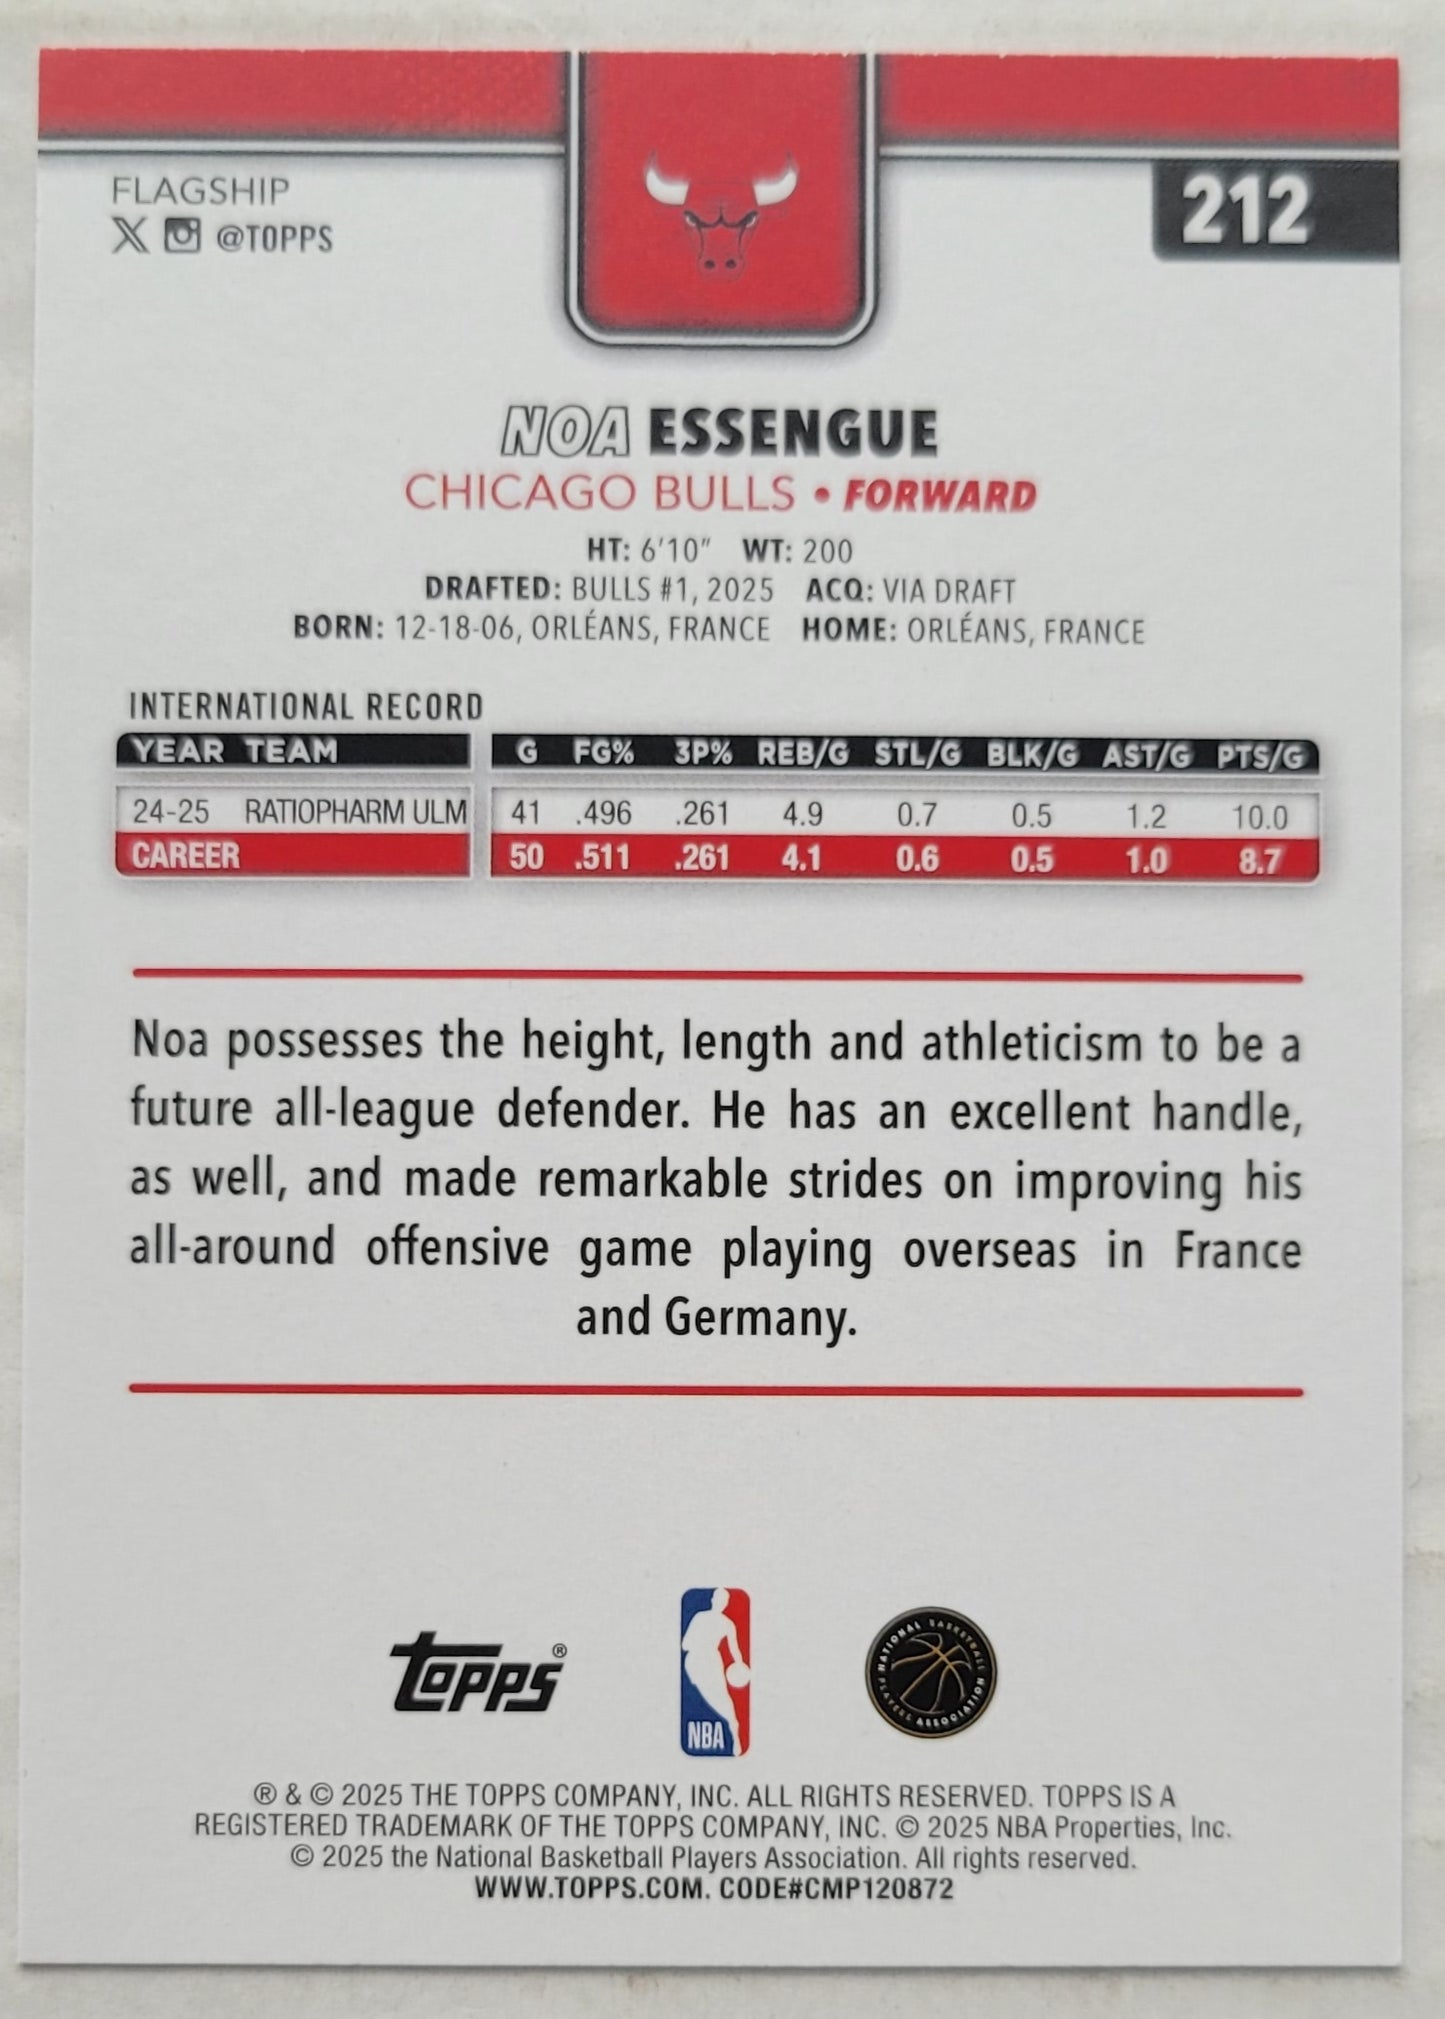 FLAGSHIP
X @TOPPS
212
NOA ESSENGUE
CHICAGO BULLS • FORWARD
HT: 6'10" WT: 200
DRAFTED: BULLS #1, 2025 ACQ: VIA DRAFT
BORN: 12-18-06, ORLÉANS, FRANCE HOME: ORLÉANS, FRANCE
INTERNATIONAL RECORD
YEAR TEAM G FG% 3P% REB/G STL/G BLK/G AST/G PTS/G
24-25 RATIOPHARM ULM 41 .496 .261 4.9 0.7 0.5 1.2 10.0
CAREER 50 .511 .261 4.1 0.6 0.5 1.0 8.7
Noa possesses the height, length and athleticism to be a
future all-league defender. He has an excellent handle,
as well, and made remarkable strides on improving his
all-around offensive game playing overseas in France
and Germany.
Topps®
NBA
NATIONAL BASKETBALL PLAYERS ASSOCIATION
® & © 2025 THE TOPPS COMPANY, INC. ALL RIGHTS RESERVED. TOPPS IS A
REGISTERED TRADEMARK OF THE TOPPS COMPANY, INC. © 2025 NBA Properties, Inc.
© 2025 the National Basketball Players Association. All rights reserved.
WWW.TOPPS.COM. CODE#CMP120872